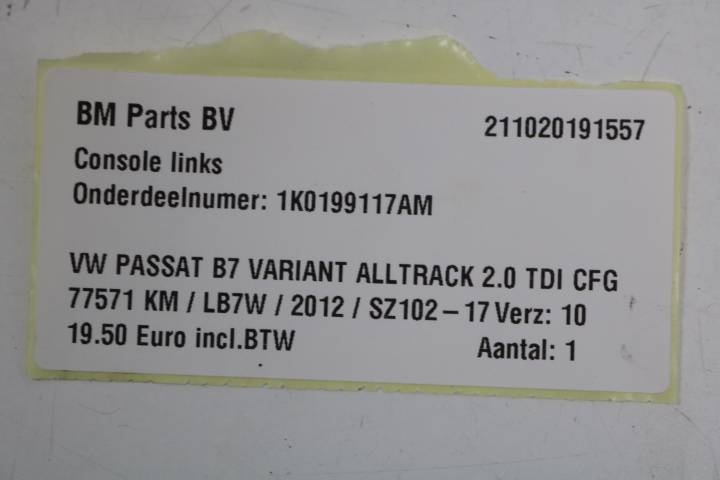 BM Parts BV 211020191557
Console links
Onderdeelnumer: 1K0199117AM
VW PASSAT B7 VARIANT ALLTRACK 2.0 TDI CFG
77571 KM / LB7W / 2012 / SZ102-17 Verz: 10
19.50 Euro incl.BTW Aantal: 1